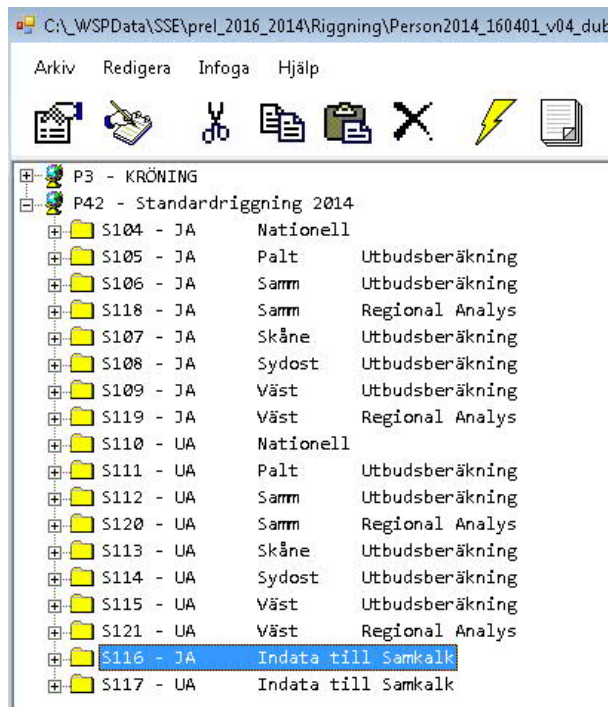 C:\_WSPData\SSE\prel_2016_2014\Riggning\Person2014_160401_v04_dub
Arkiv Redigera Infoga Hjälp
P3 - KRÖNING
P42 - Standardriggning 2014
S104 - JA Nationell
S105 - JA Palt Utbudsberäkning
S106 - JA Samm Utbudsberäkning
S118 - JA Samm Regional Analys
S107 - JA Skåne Utbudsberäkning
S108 - JA Sydost Utbudsberäkning
S109 - JA Väst Utbudsberäkning
S119 - JA Väst Regional Analys
S110 - UA Nationell
S111 - UA Palt Utbudsberäkning
S112 - UA Samm Utbudsberäkning
S120 - UA Samm Regional Analys
S113 - UA Skåne Utbudsberäkning
S114 - UA Sydost Utbudsberäkning
S115 - UA Väst Utbudsberäkning
S121 - UA Väst Regional Analys
S116 - JA Indata till Samkalk
S117 - UA Indata till Samkalk